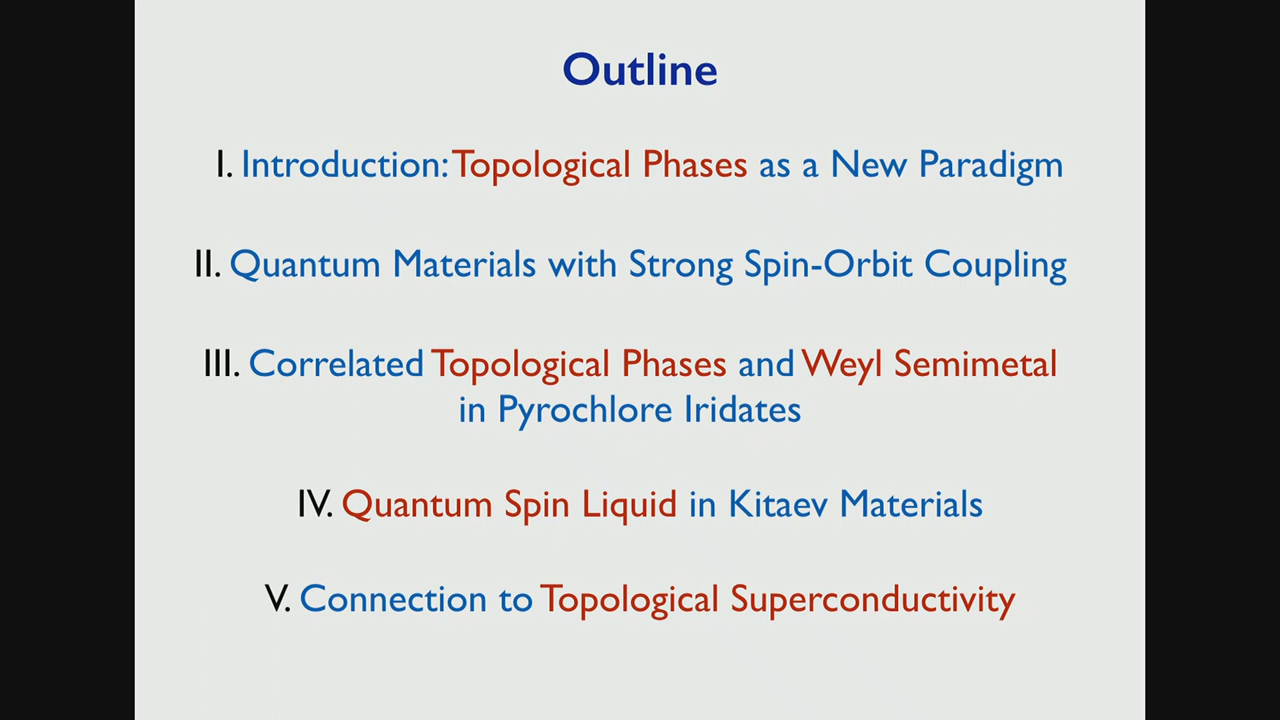 Outline
I. Introduction: Topological Phases as a New Paradigm
II. Quantum Materials with Strong Spin-Orbit Coupling
III. Correlated Topological Phases and Weyl Semimetal
in Pyrochlore Iridates
IV. Quantum Spin Liquid in Kitaev Materials
V. Connection to Topological Superconductivity